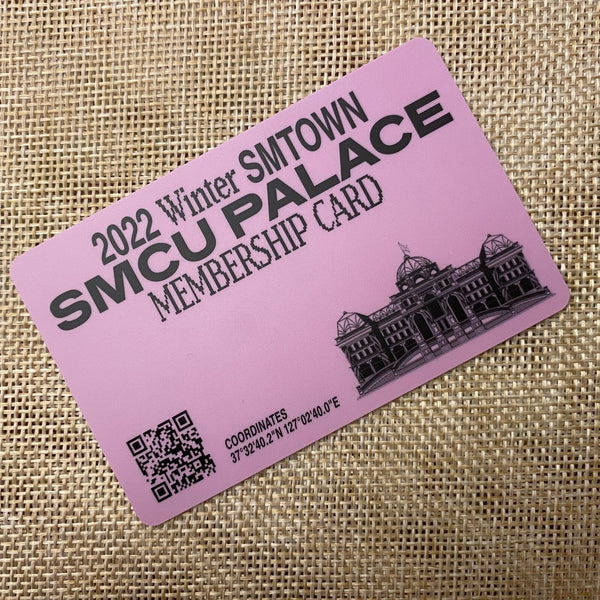 2022 Winter SMTOWN
SMCU PALACE
MEMBERSHIP CARD
COORDINATES
37°32'40.2"N 127°02'40.0"E